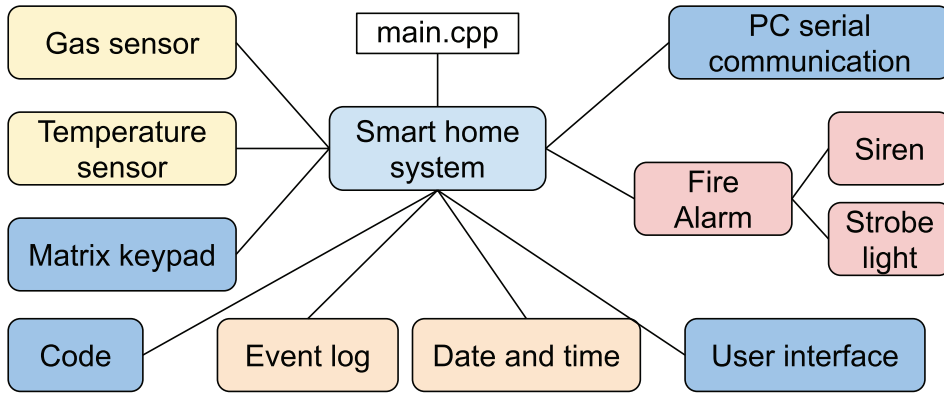 Gas sensor
main.cpp
PC serial
communication
Temperature
sensor
Smart home
system
Siren
Fire
Alarm
Strobe
light
Matrix keypad
Code
Event log
Date and time
User interface